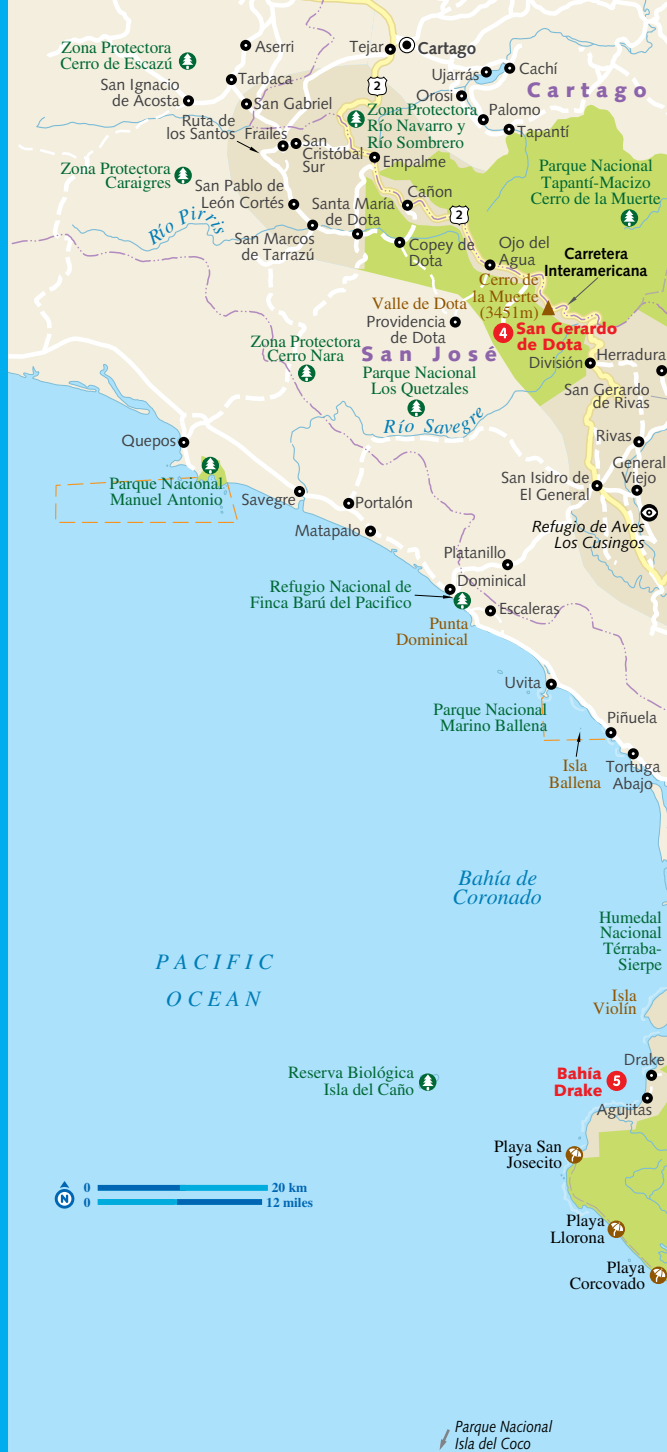 Zona Protectora
Cerro de Escazú
Aserri
Tejar
Cartago
Tarbaca
San Ignacio
de Acosta
San Gabriel
2
Ujarrás
Cachí
Orosi
Cartago
Ruta de
los Santos
Frailes
San
Cristóbal
Sur
Zona Protectora
Río Navarro y
Río Sombrero
Palomo
Tapantí
Empalme
Zona Protectora
Caraigres
San Pablo de
León Cortés
Santa María
de Dota
Cañon
Parque Nacional
Tapantí-Macizo
Cerro de la Muerte
2
Río Pirris
San Marcos
de Tarrazú
Copey de
Dota
Ojo del
Agua
Carretera
Interamericana
Cerro de
la Muerte
(3451m)
Valle de Dota
Providencia
de Dota
4
San Gerardo
de Dota
Zona Protectora
Cerro Nara
San José
División
Herradura
Parque Nacional
Los Quetzales
San Gerardo
de Rivas
Río Savegre
Quepos
Rivas
Parque Nacional
Manuel Antonio
General
Viejo
San Isidro de
El General
Savegre
Portalón
Matapalo
Refugio de Aves
Los Cusingos
Platanillo
Dominical
Refugio Nacional de
Finca Barú del Pacifico
Escaleras
Punta
Dominical
Uvita
Parque Nacional
Marino Ballena
Piñuela
Isla
Ballena
Tortuga
Abajo
Bahía de
Coronado
Humedal
Nacional
Térraba-
Sierpe
PACIFIC
OCEAN
Isla
Violín
Reserva Biológica
Isla del Caño
Bahía
Drake
5
Drake
Agujitas
Playa San
Josecito
N
0 20 km
0 12 miles
Playa
Llorona
Playa
Corcovado
Parque Nacional
Isla del Coco